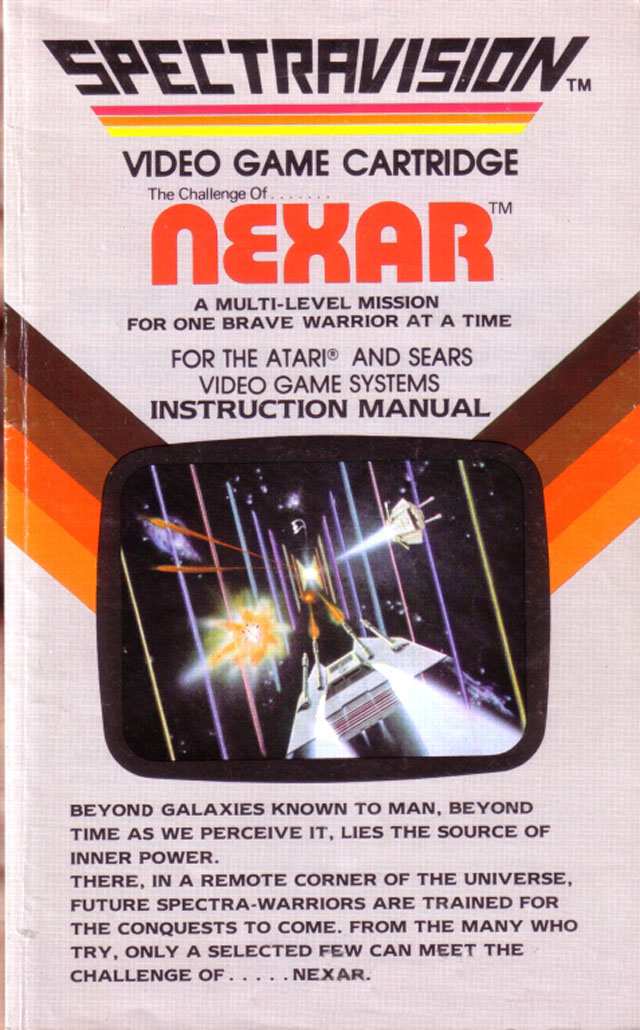 SPECTRAVISION™
VIDEO GAME CARTRIDGE
The Challenge Of.......
NEXAR™
A MULTI-LEVEL MISSION
FOR ONE BRAVE WARRIOR AT A TIME
FOR THE ATARI® AND SEARS
VIDEO GAME SYSTEMS
INSTRUCTION MANUAL
BEYOND GALAXIES KNOWN TO MAN, BEYOND
TIME AS WE PERCEIVE IT, LIES THE SOURCE OF
INNER POWER.
THERE, IN A REMOTE CORNER OF THE UNIVERSE,
FUTURE SPECTRA-WARRIORS ARE TRAINED FOR
THE CONQUESTS TO COME. FROM THE MANY WHO
TRY, ONLY A SELECTED FEW CAN MEET THE
CHALLENGE OF.....NEXAR.